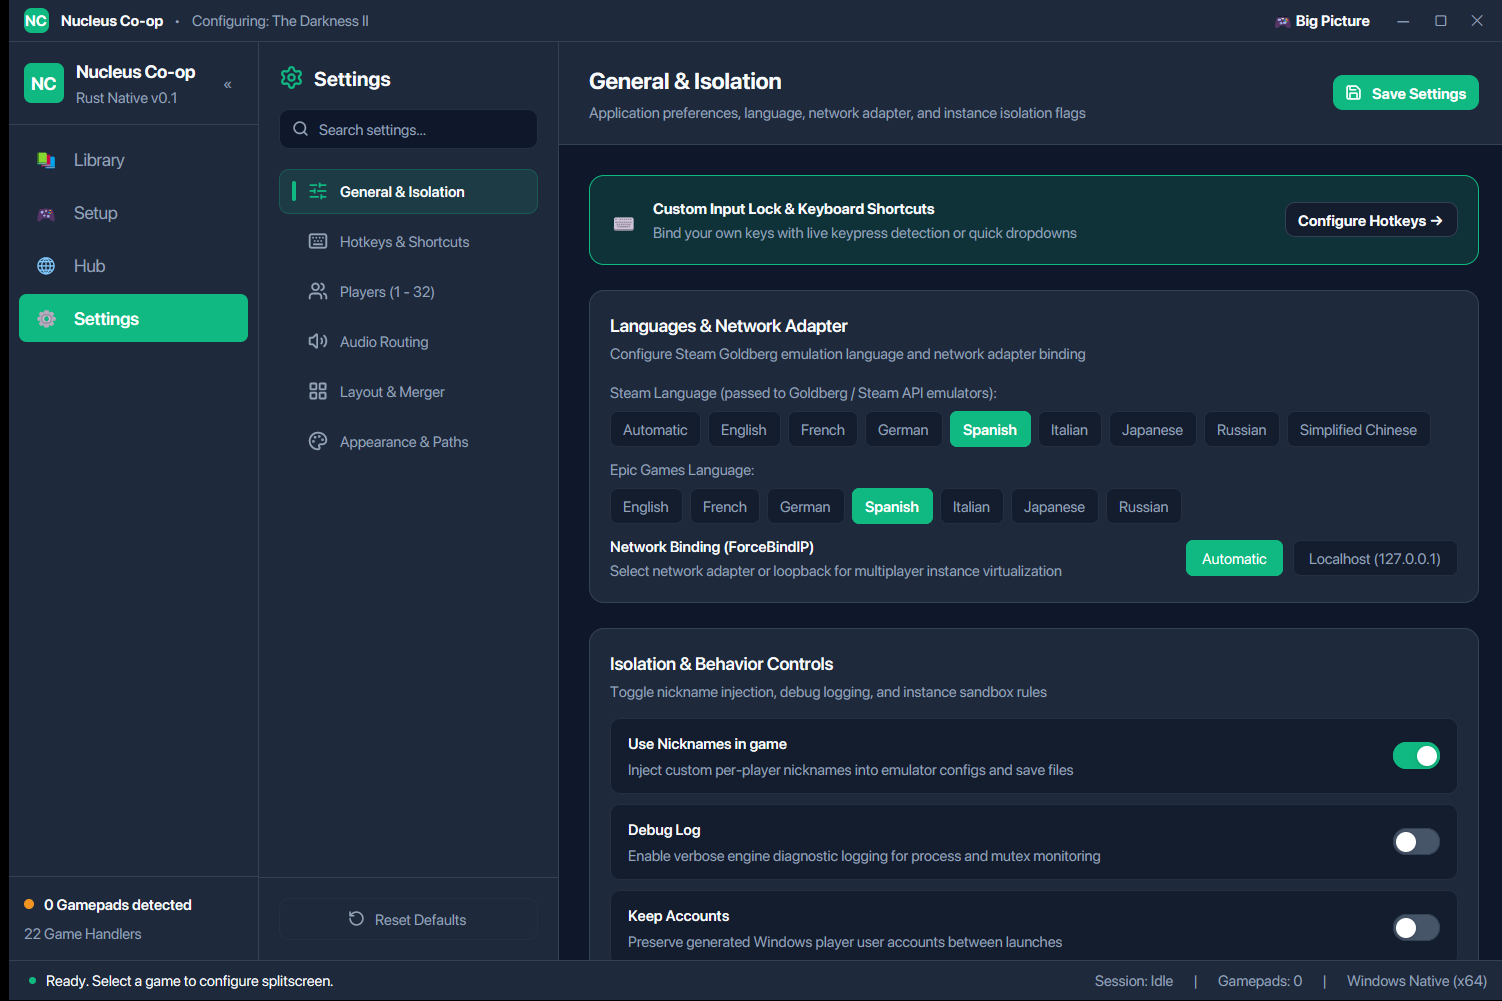 NC Nucleus Co-op • Configuring: The Darkness II
Big Picture
NC Nucleus Co-op «
Rust Native v0.1
Library
Setup
Hub
Settings
0 Gamepads detected
22 Game Handlers
Settings
Search settings...
General & Isolation
Hotkeys & Shortcuts
Players (1 - 32)
Audio Routing
Layout & Merger
Appearance & Paths
Reset Defaults
General & Isolation
Application preferences, language, network adapter, and instance isolation flags
Save Settings
Custom Input Lock & Keyboard Shortcuts
Bind your own keys with live keypress detection or quick dropdowns
Configure Hotkeys →
Languages & Network Adapter
Configure Steam Goldberg emulation language and network adapter binding
Steam Language (passed to Goldberg / Steam API emulators):
Automatic English French German Spanish Italian Japanese Russian Simplified Chinese
Epic Games Language:
English French German Spanish Italian Japanese Russian
Network Binding (ForceBindIP)
Select network adapter or loopback for multiplayer instance virtualization
Automatic Localhost (127.0.0.1)
Isolation & Behavior Controls
Toggle nickname injection, debug logging, and instance sandbox rules
Use Nicknames in game
Inject custom per-player nicknames into emulator configs and save files
Debug Log
Enable verbose engine diagnostic logging for process and mutex monitoring
Keep Accounts
Preserve generated Windows player user accounts between launches
Ready. Select a game to configure splitscreen.
Session: Idle | Gamepads: 0 | Windows Native (x64)